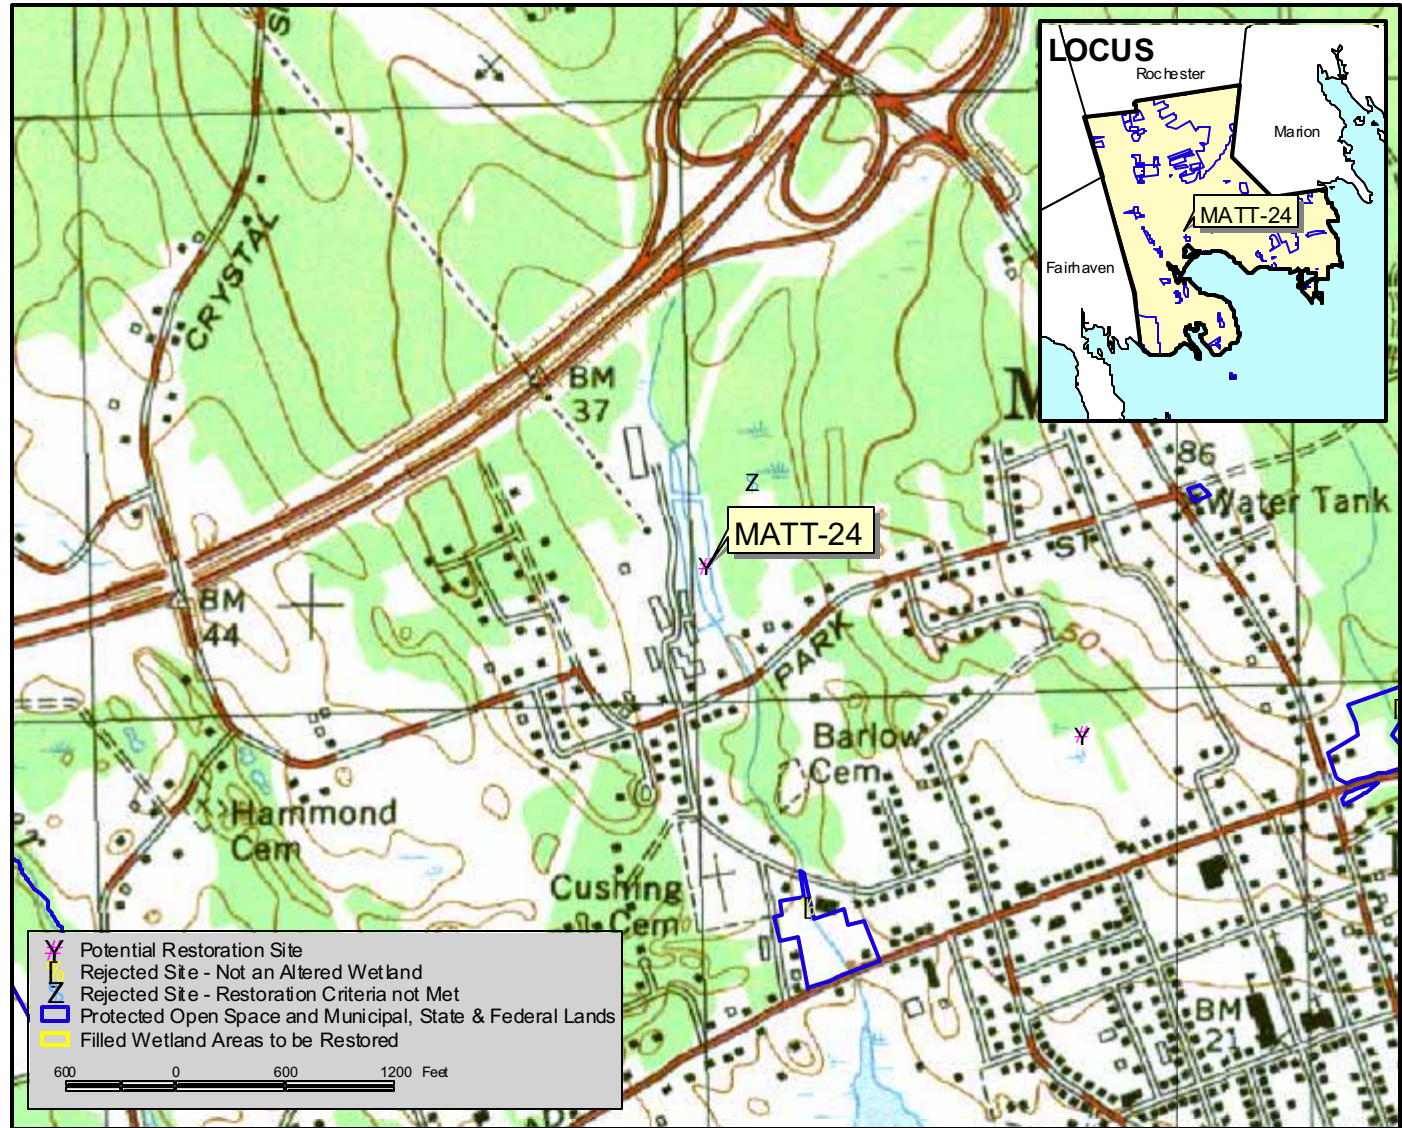 LOCUS
Rochester
Marion
MATT-24
Fairhaven
CRYSTAL
BM
37
M
86
Water Tank
Z
MATT-24
Y
ST
BM
44
PARK
50
Barlow
Cem
Y
Hammond
Cem
Cushing
Cem
BM
21
Y Potential Restoration Site
Rejected Site - Not an Altered Wetland
Z Rejected Site - Restoration Criteria not Met
Protected Open Space and Municipal, State & Federal Lands
Filled Wetland Areas to be Restored
600 0 600 1200 Feet